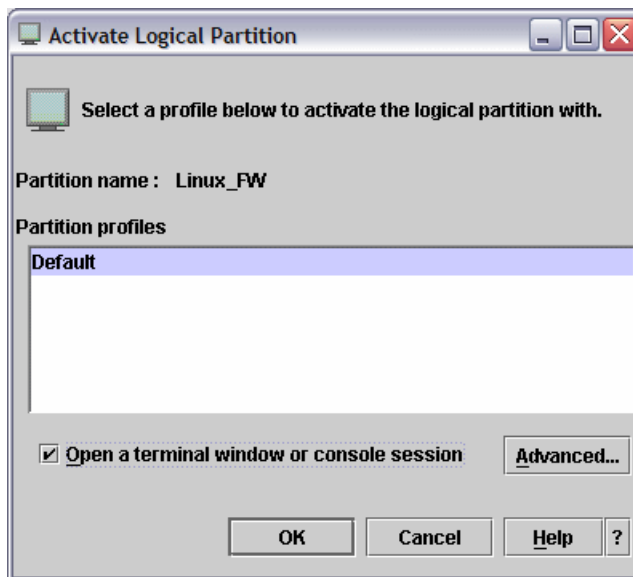 Activate Logical Partition
Select a profile below to activate the logical partition with.
Partition name : Linux_FW
Partition profiles
Default
Open a terminal window or console session
Advanced...
OK
Cancel
Help
?